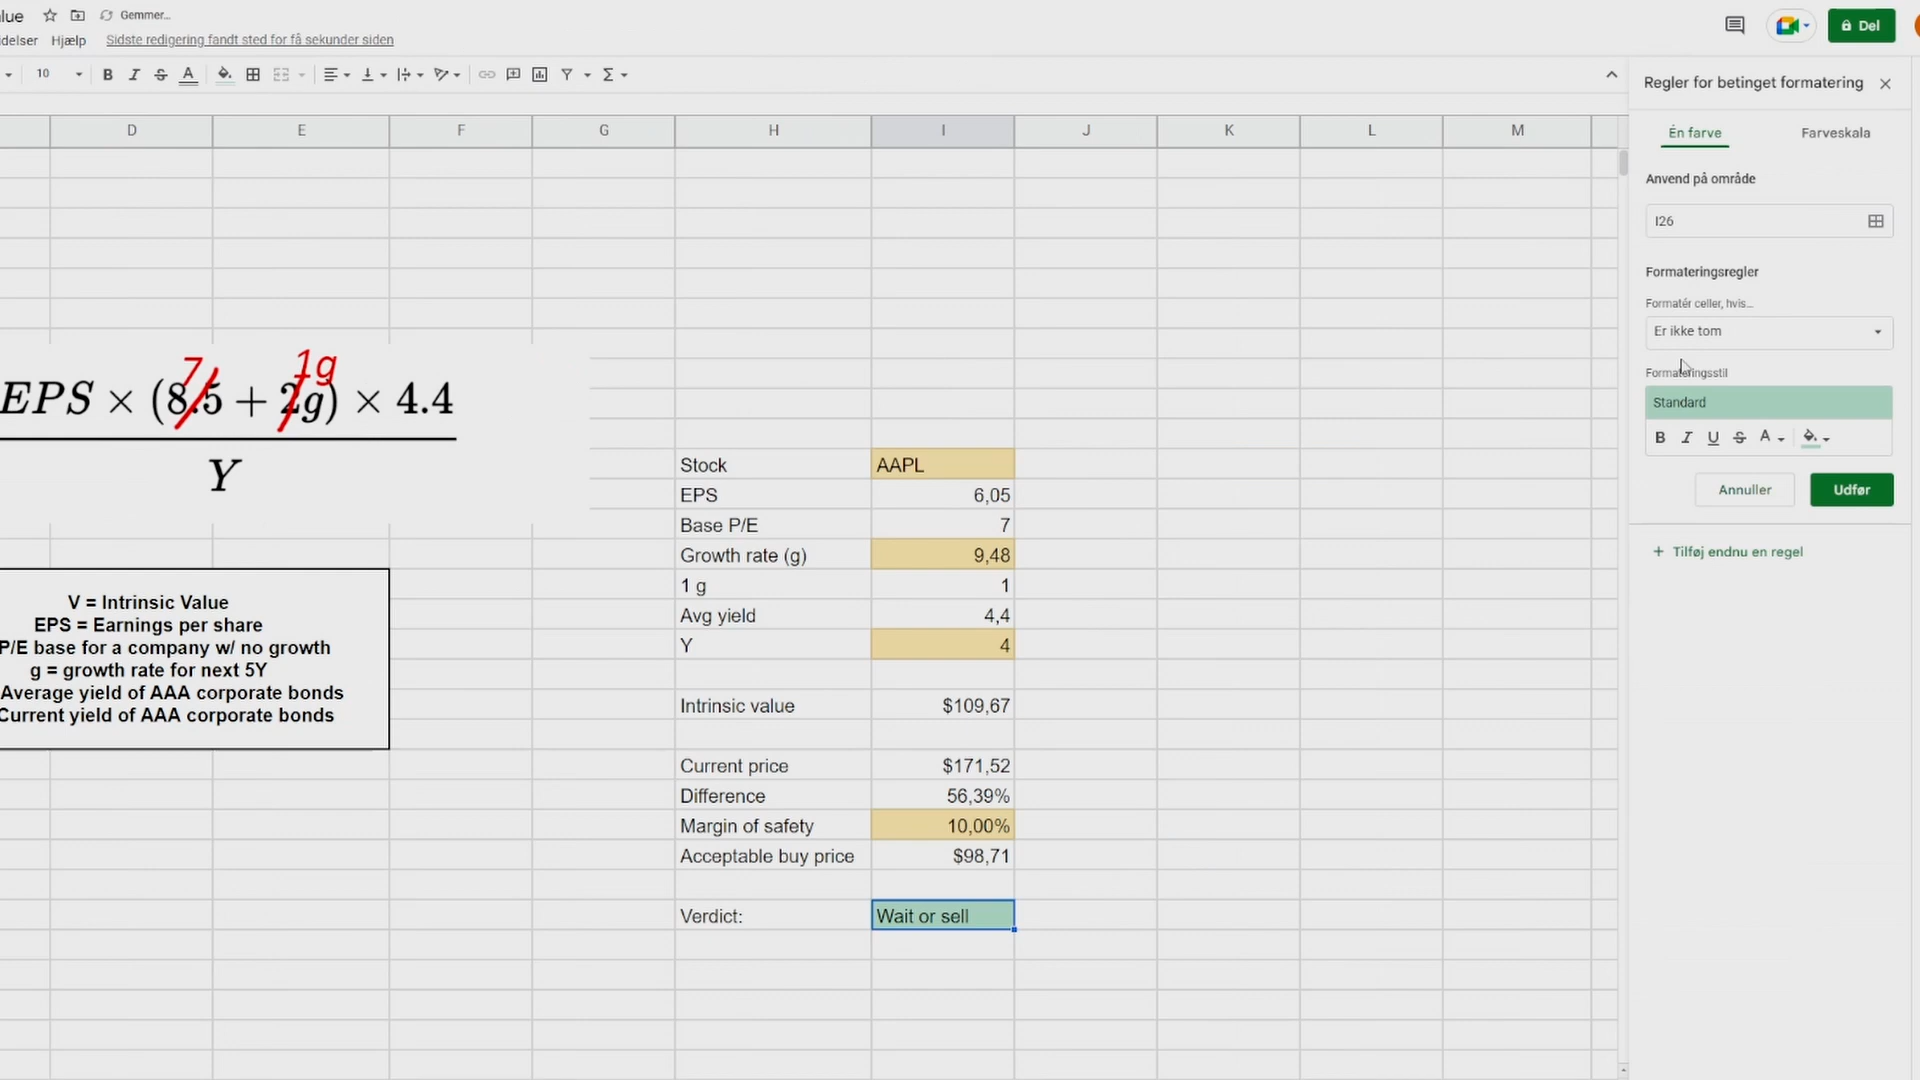 lue
Gemmer...
idelser
Hjælp
Sidste redigering fandt sted for få sekunder siden
Del
10
B
I
S
A
Σ
D
E
F
G
H
I
J
K
L
M
7
1g
EPS × (8.5 + 2g) × 4.4
Y
V = Intrinsic Value
EPS = Earnings per share
P/E base for a company w/ no growth
g = growth rate for next 5Y
Average yield of AAA corporate bonds
Current yield of AAA corporate bonds
Stock AAPL
EPS 6,05
Base P/E 7
Growth rate (g) 9,48
1 g 1
Avg yield 4,4
Y 4
Intrinsic value $109,67
Current price $171,52
Difference 56,39%
Margin of safety 10,00%
Acceptable buy price $98,71
Verdict: Wait or sell
Regler for betinget formatering
Én farve
Farveskala
Anvend på område
I26
Formateringsregler
Formatér celler, hvis...
Er ikke tom
Formateringsstil
Standard
B I U S A
Annuller
Udfør
+ Tilføj endnu en regel